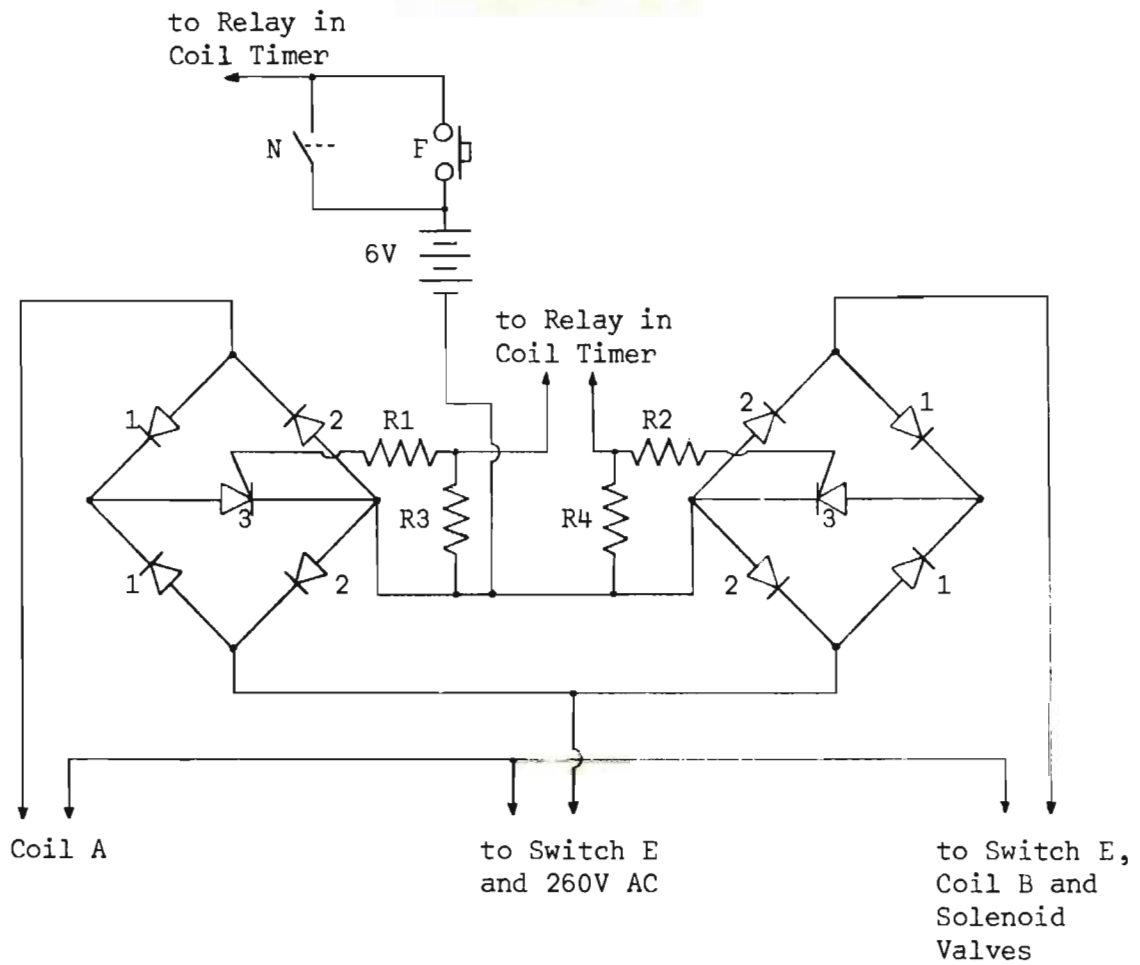 to Relay in
Coil Timer
N
F
6V
to Relay in
Coil Timer
1
2
R1
R2
2
1
3
R3
R4
3
1
2
2
1
Coil A
to Switch E
and 260V AC
to Switch E,
Coil B and
Solenoid
Valves